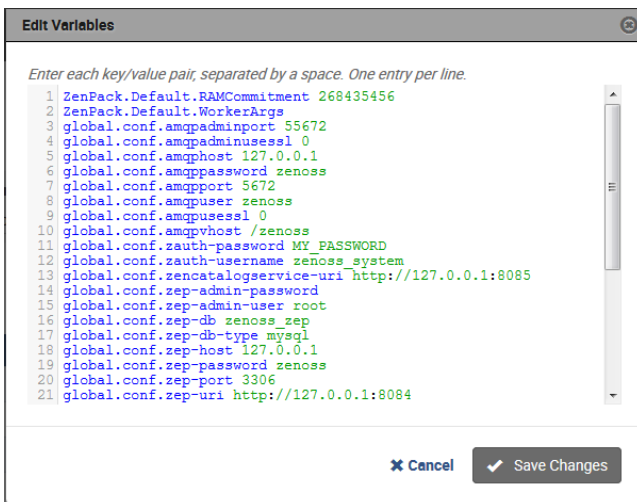 Edit Variables
Enter each key/value pair, separated by a space. One entry per line.
1 ZenPack.Default.RAMCommitment 268435456
2 ZenPack.Default.WorkerArgs
3 global.conf.amqpadminport 55672
4 global.conf.amqpadminusessl 0
5 global.conf.amqphost 127.0.0.1
6 global.conf.amqppassword zenoss
7 global.conf.amqpport 5672
8 global.conf.amqpuser zenoss
9 global.conf.amqpusessl 0
10 global.conf.amqpvhost /zenoss
11 global.conf.zauth-password MY_PASSWORD
12 global.conf.zauth-username zenoss_system
13 global.conf.zencatalogservice-uri http://127.0.0.1:8085
14 global.conf.zep-admin-password
15 global.conf.zep-admin-user root
16 global.conf.zep-db zenoss_zep
17 global.conf.zep-db-type mysql
18 global.conf.zep-host 127.0.0.1
19 global.conf.zep-password zenoss
20 global.conf.zep-port 3306
21 global.conf.zep-uri http://127.0.0.1:8084
Cancel
Save Changes